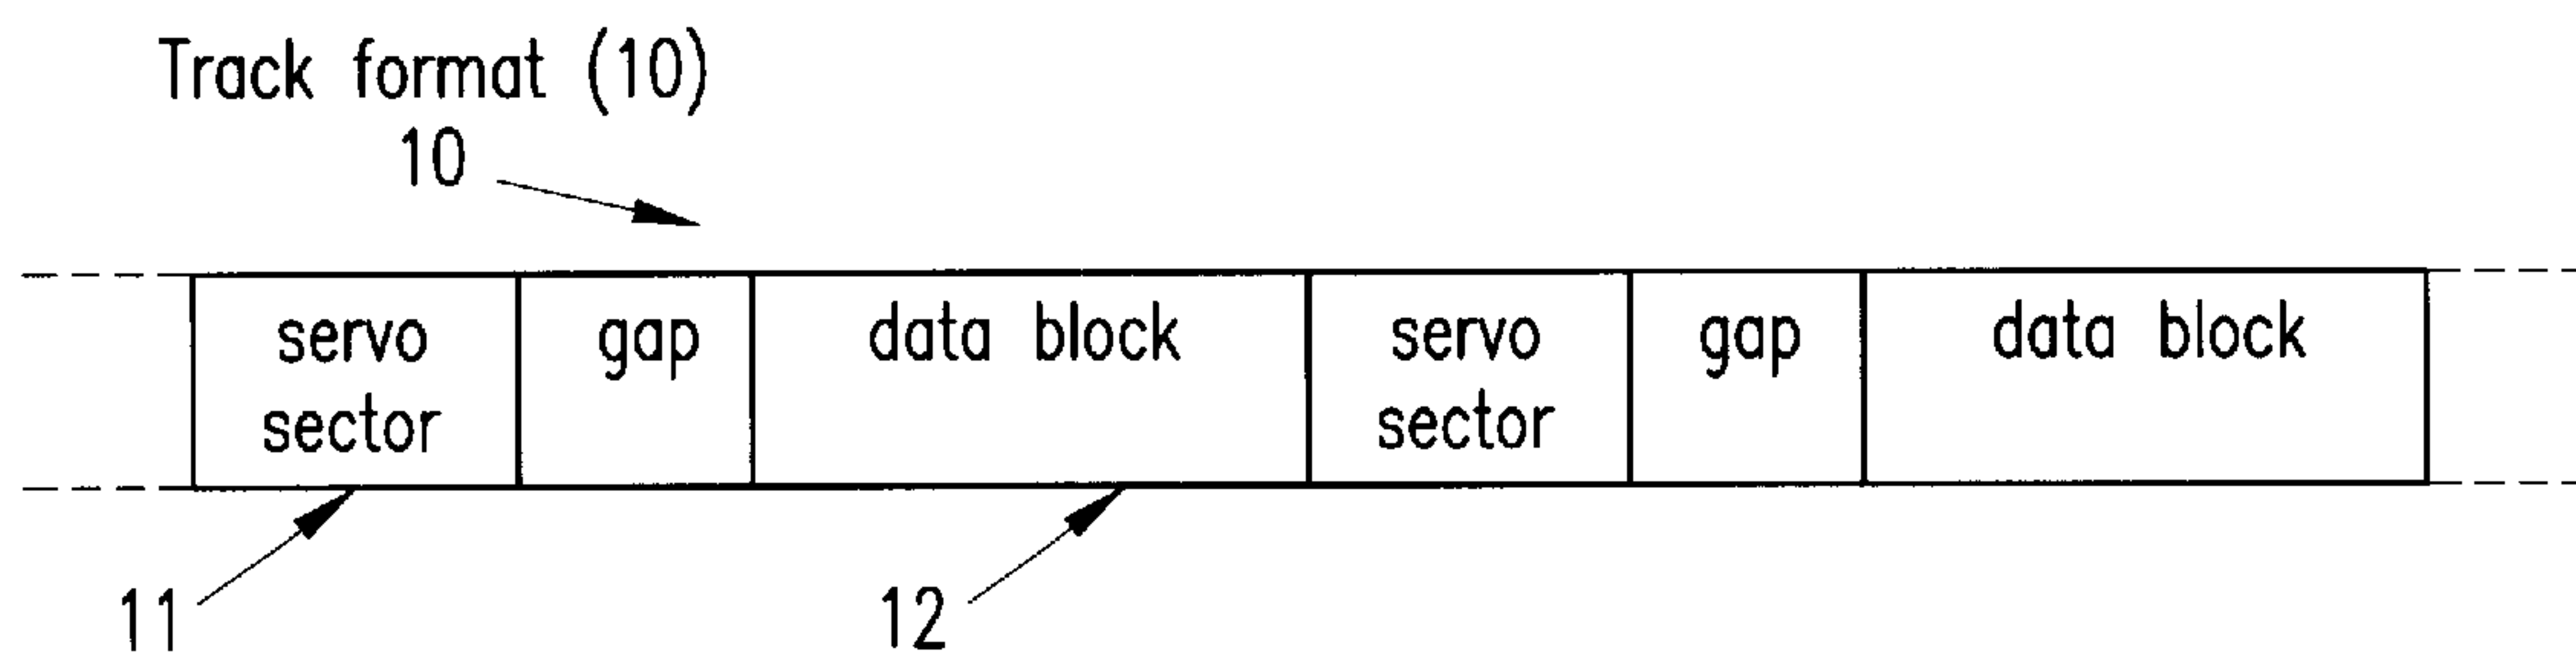 Track format (10)
10
servo sector
gap
data block
servo sector
gap
data block
11
12